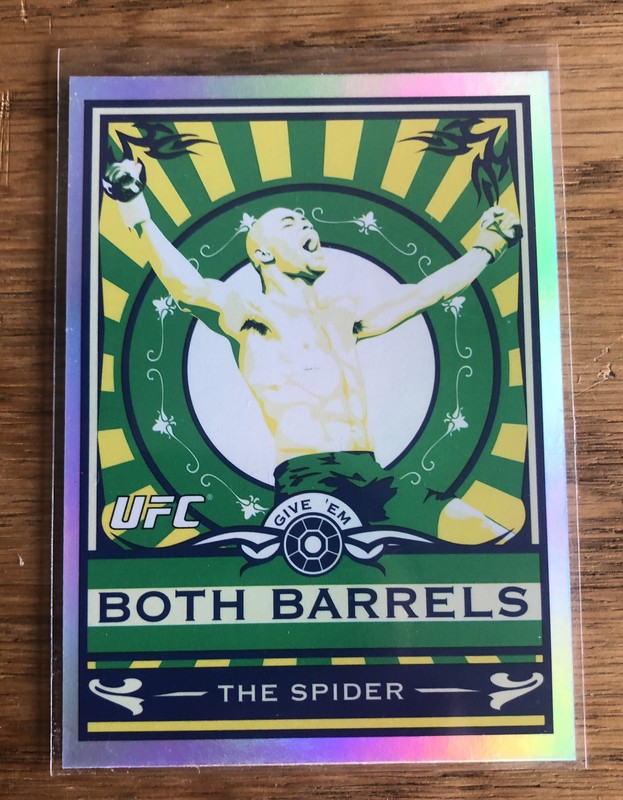 UFC®
GIVE 'EM
BOTH BARRELS
THE SPIDER